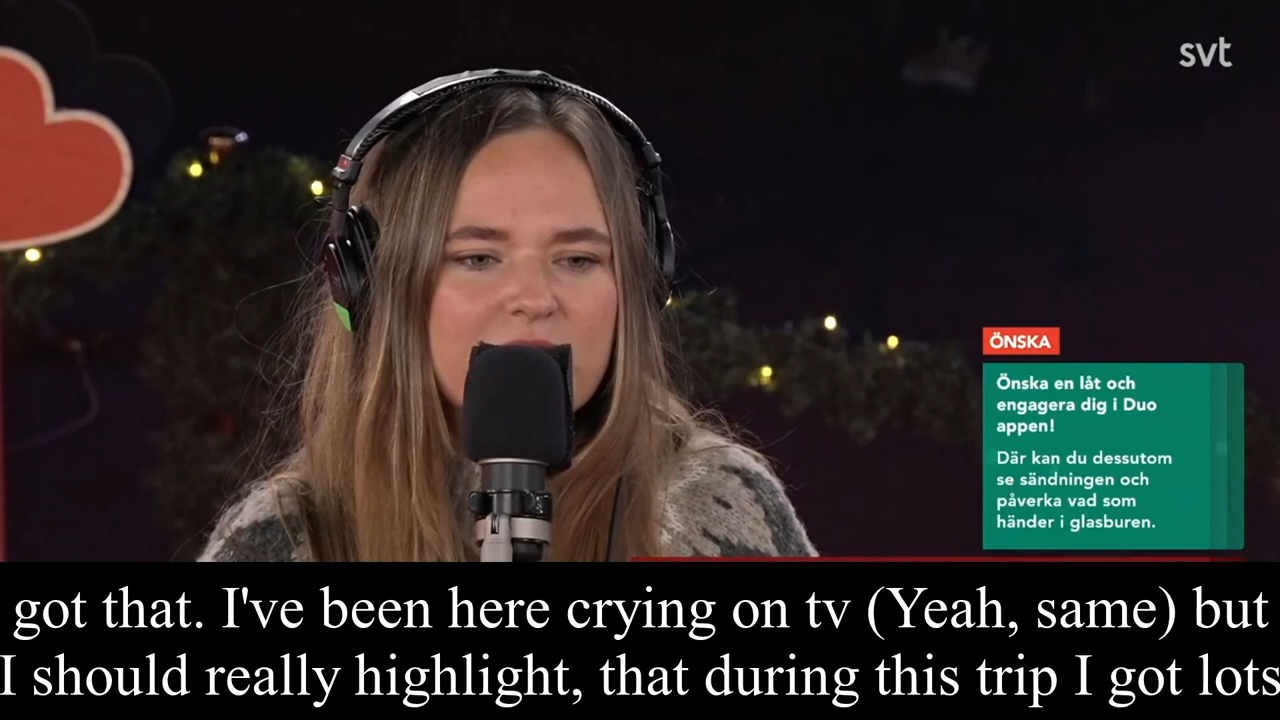 svt
ÖNSKA
Önska en låt och
engagera dig i Duo
appen!
Där kan du dessutom
se sändningen och
påverka vad som
händer i glasburen.
got that. I've been here crying on tv (Yeah, same) but
I should really highlight, that during this trip I got lots